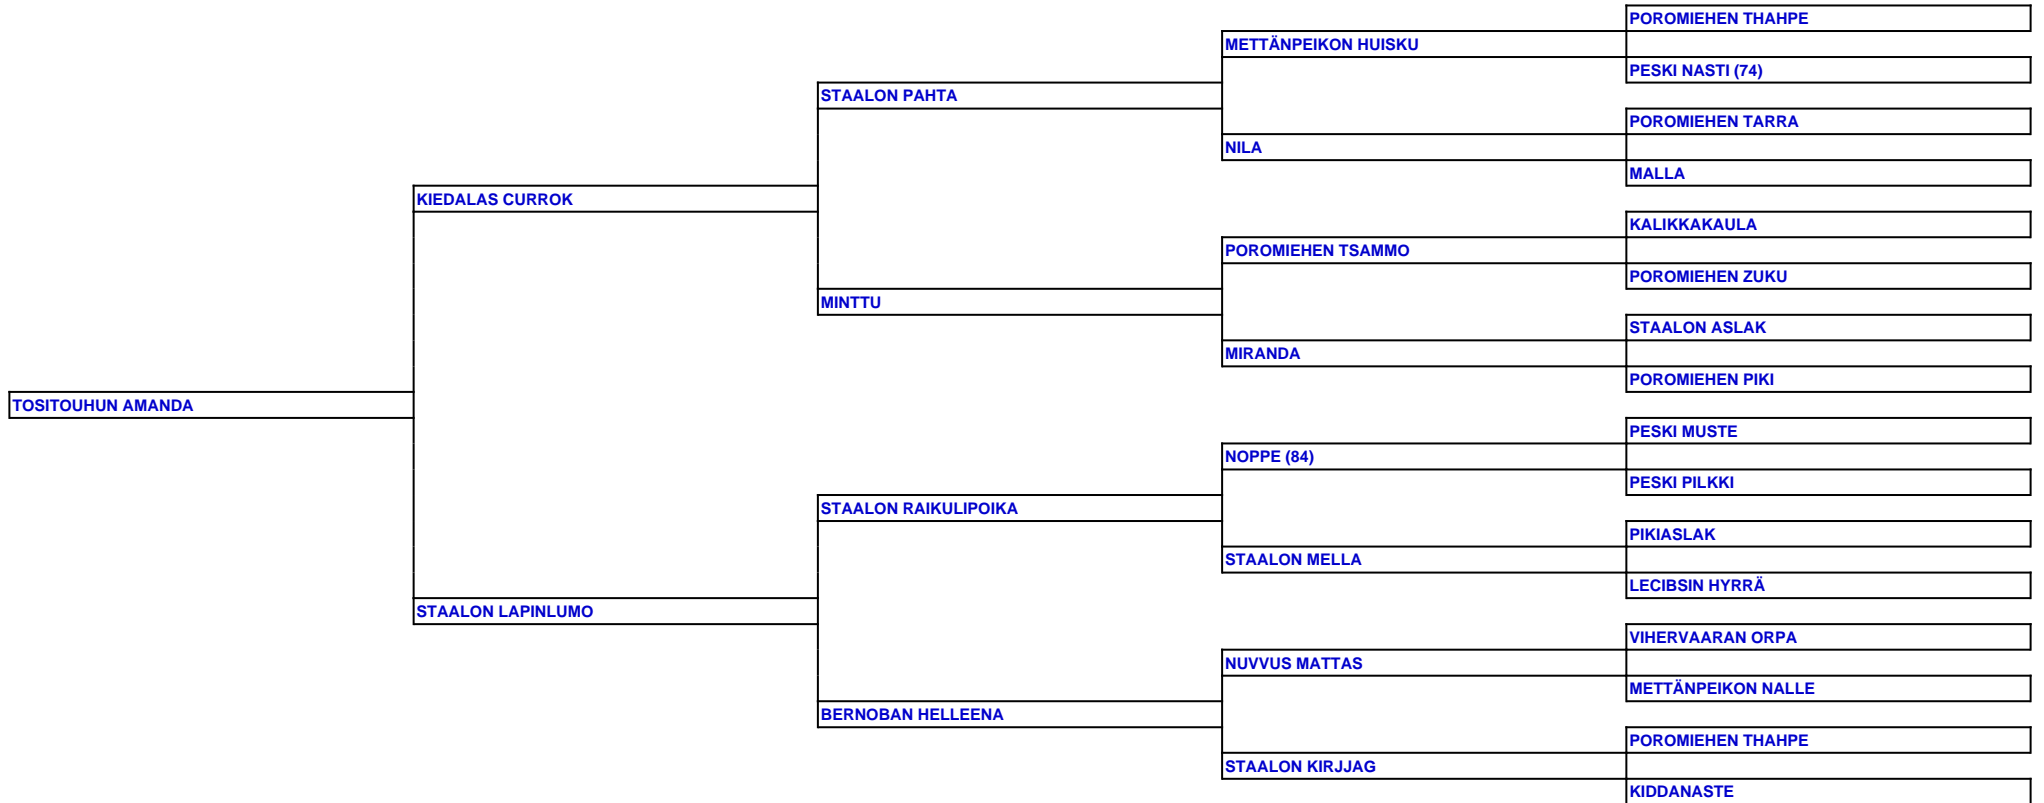 POROMIEHEN THAHPE
METTÄNPEIKON HUISKU
PESKI NASTI (74)
STAALON PAHTA
POROMIEHEN TARRA
NILA
MALLA
KIEDALAS CURROK
KALIKKAKAULA
POROMIEHEN TSAMMO
POROMIEHEN ZUKU
MINTTU
STAALON ASLAK
MIRANDA
POROMIEHEN PIKI
TOSITOUHUN AMANDA
PESKI MUSTE
NOPPE (84)
PESKI PILKKI
STAALON RAIKULIPOIKA
PIKIASLAK
STAALON MELLA
LECIBSIN HYRRÄ
STAALON LAPINLUMO
VIHERVAARAN ORPA
NUVVUS MATTAS
METTÄNPEIKON NALLE
BERNOBAN HELLEENA
POROMIEHEN THAHPE
STAALON KIRJJAG
KIDDANASTE